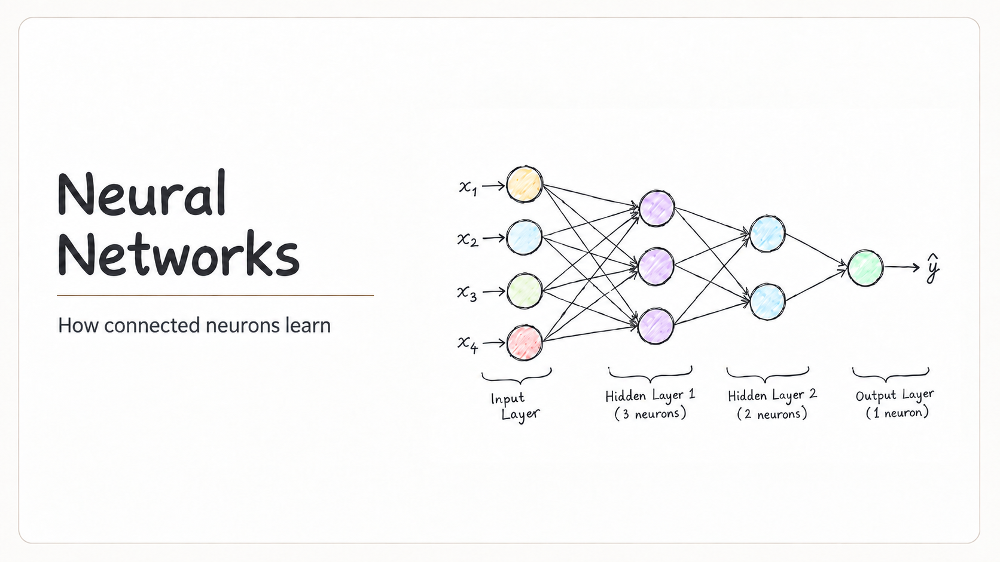 Neural
Networks
How connected neurons learn
x₁
x₂
x₃
x₄
ŷ
Input
Layer
Hidden Layer 1
(3 neurons)
Hidden Layer 2
(2 neurons)
Output Layer
(1 neuron)